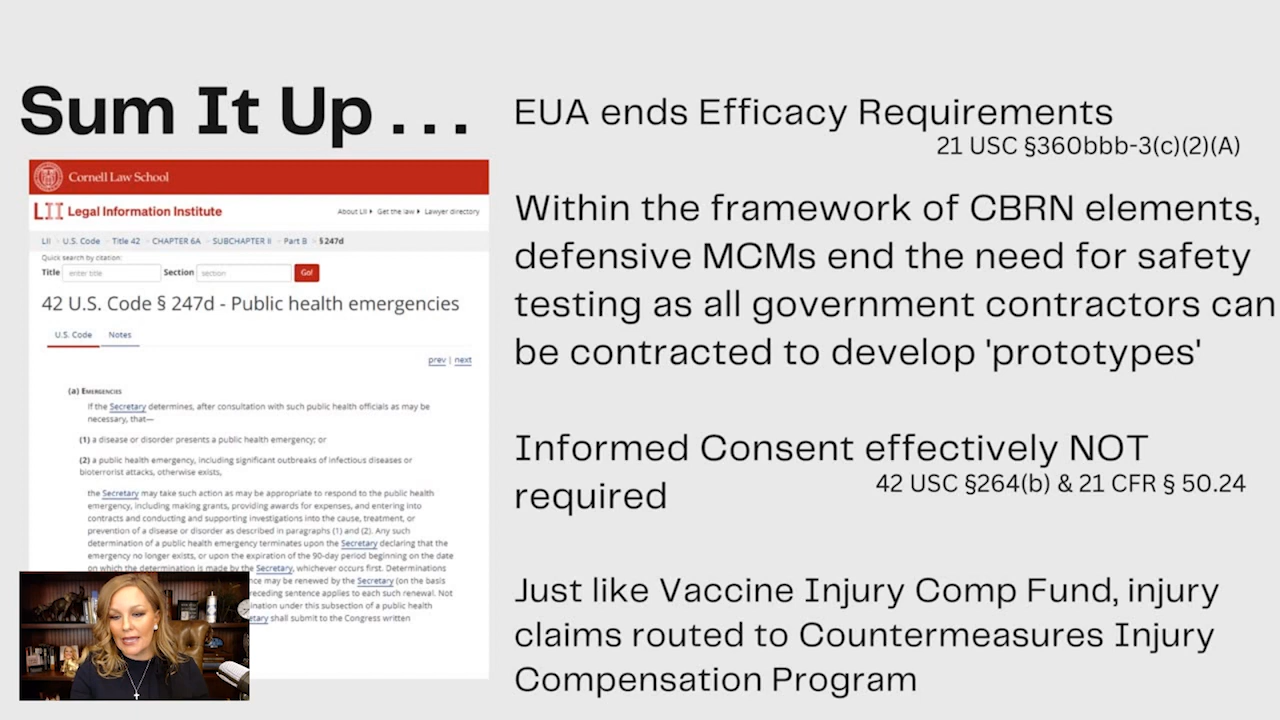 Sum It Up ...
Cornell Law School
LII Legal Information Institute
About LII
Get the law
Lawyer directory
LII
U.S. Code
Title 42
CHAPTER 6A
SUBCHAPTER II
Part B
§ 247d
Quick search by citation:
Title
enter title
Section
section
Go!
42 U.S. Code § 247d - Public health emergencies
U.S. Code
Notes
prev | next
(a) EMERGENCIES
If the Secretary determines, after consultation with such public health officials as may be
necessary, that—
(1) a disease or disorder presents a public health emergency; or
(2) a public health emergency, including significant outbreaks of infectious diseases or
bioterrorist attacks, otherwise exists,
the Secretary may take such action as may be appropriate to respond to the public health
emergency, including making grants, providing awards for expenses, and entering into
contracts and conducting and supporting investigations into the cause, treatment, or
prevention of a disease or disorder as described in paragraphs (1) and (2). Any such
determination of a public health emergency terminates upon the Secretary declaring that the
emergency no longer exists, or upon the expiration of the 90-day period beginning on the date
on which the determination is made by the Secretary, whichever occurs first. Determinations
may be renewed by the Secretary (on the basis
preceding sentence applies to each such renewal. Not
under this subsection of a public health
shall submit to the Congress written
EUA ends Efficacy Requirements
21 USC §360bbb-3(c)(2)(A)
Within the framework of CBRN elements,
defensive MCMs end the need for safety
testing as all government contractors can
be contracted to develop 'prototypes'
Informed Consent effectively NOT
required
42 USC §264(b) & 21 CFR § 50.24
Just like Vaccine Injury Comp Fund, injury
claims routed to Countermeasures Injury
Compensation Program